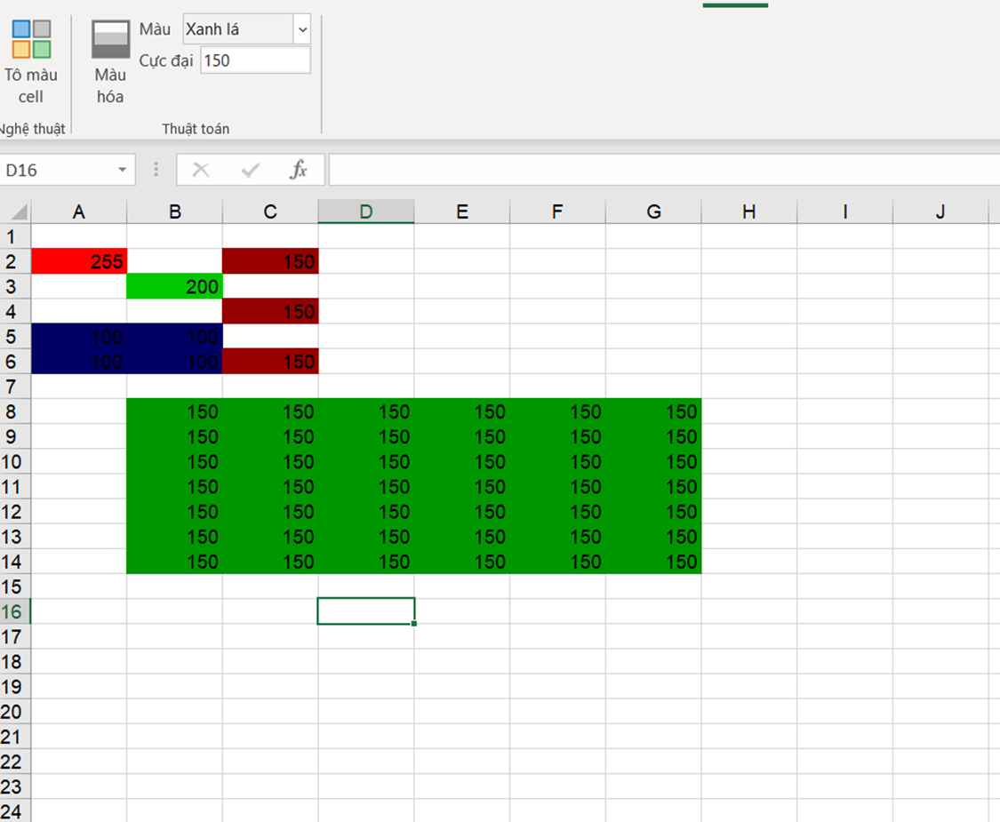 Tô màu
cell
Nghệ thuật
Màu
hóa
Màu Xanh lá
Cực đại 150
Thuật toán
D16 fx
A B C D E F G H I J
1
2 255 150
3 200
4 150
5 100 100
6 100 100 150
7
8 150 150 150 150 150 150
9 150 150 150 150 150 150
10 150 150 150 150 150 150
11 150 150 150 150 150 150
12 150 150 150 150 150 150
13 150 150 150 150 150 150
14 150 150 150 150 150 150
15
16
17
18
19
20
21
22
23
24